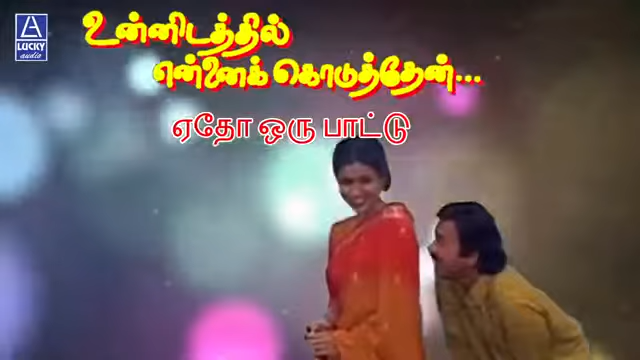 A
LUCKY
audio
உன்னிடத்தில்
என்னைக் கொடுத்தேன்...
ஏதோ ஒரு பாட்டு